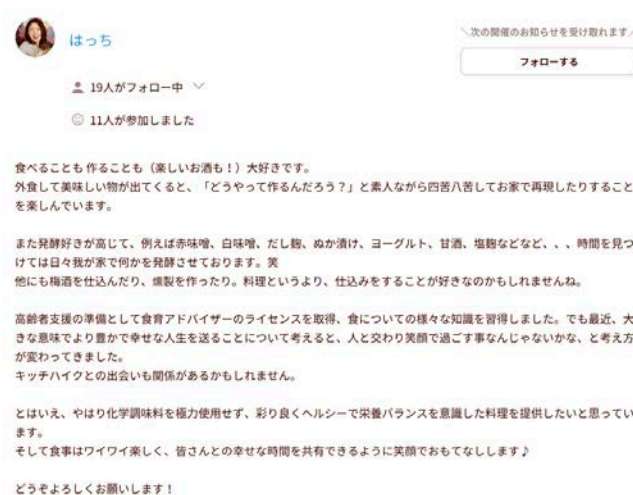 はっち
＼次の開催のお知らせを受け取れます／
フォローする
19人がフォロー中
11人が参加しました
食べることも 作ることも（楽しいお酒も！）大好きです。
外食して美味しい物が出てくると、「どうやって作るんだろう？」と素人ながら四苦八苦してお家で再現したりすること
を楽しんでいます。
また発酵好きが高じて、例えば赤味噌、白味噌、だし麹、ぬか漬け、ヨーグルト、甘酒、塩麹などなど、、、時間を見つ
けては日々我が家で何かを発酵させております。笑
他にも梅酒を仕込んだり、燻製を作ったり。料理というより、仕込みをすることが好きなのかもしれませんね。
高齢者支援の準備として食育アドバイザーのライセンスを取得、食についての様々な知識を習得しました。でも最近、大
きな意味でより豊かで幸せな人生を送ることについて考えると、人と交わり笑顔で過ごす事なんじゃないかな、と考え方
が変わってきました。
キッチハイクとの出会いも関係があるかもしれません。
とはいえ、やはり化学調味料を極力使用せず、彩り良くヘルシーで栄養バランスを意識した料理を提供したいと思ってい
ます。
そして食事はワイワイ楽しく、皆さんとの幸せな時間を共有できるように笑顔でおもてなしします♪
どうぞよろしくお願いします！